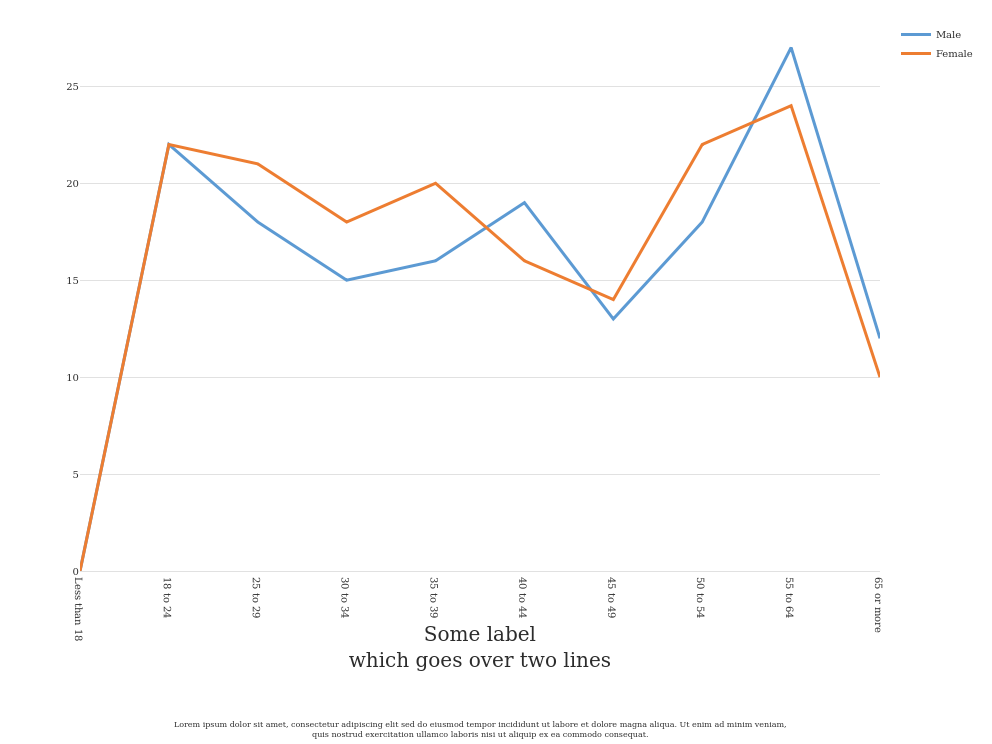 Male
Female
25
20
15
10
5
0
Less than 18
18 to 24
25 to 29
30 to 34
35 to 39
40 to 44
45 to 49
50 to 54
55 to 64
65 or more
Some label
which goes over two lines
Lorem ipsum dolor sit amet, consectetur adipiscing elit sed do eiusmod tempor incididunt ut labore et dolore magna aliqua. Ut enim ad minim veniam,
quis nostrud exercitation ullamco laboris nisi ut aliquip ex ea commodo consequat.